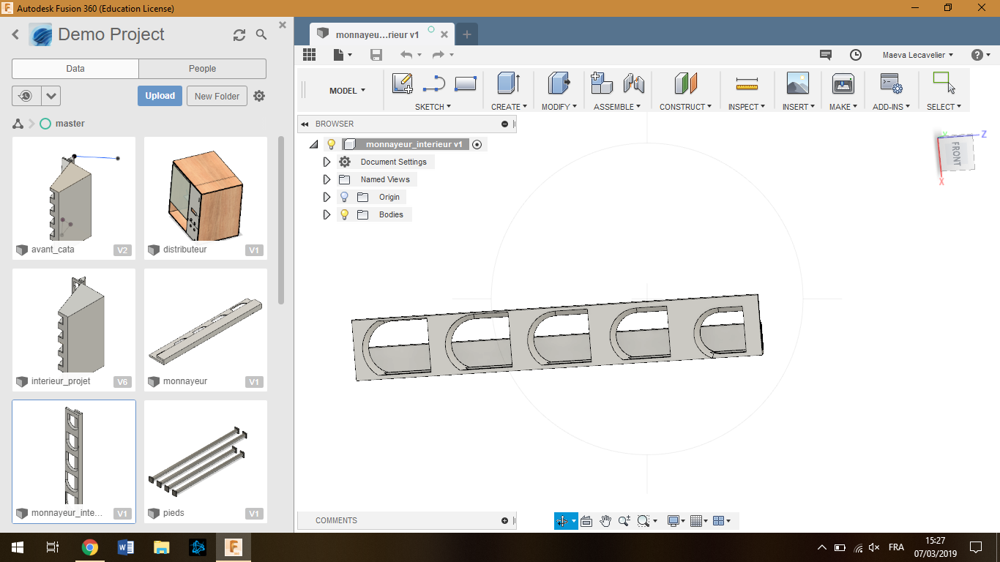 Autodesk Fusion 360 (Education License)
Demo Project
Data
People
Upload
New Folder
master
avant_cata
V2
distributeur
V1
interieur_projet
V6
monnayeur
V1
monnayeur_inte...
V1
pieds
V1
monnayeu...rieur v1
Maeva Lecavelier
MODEL
SKETCH
CREATE
MODIFY
ASSEMBLE
CONSTRUCT
INSPECT
INSERT
MAKE
ADD-INS
SELECT
BROWSER
monnayeur_interieur v1
Document Settings
Named Views
Origin
Bodies
Y
Z
FRONT
X
COMMENTS
FRA
15:27
07/03/2019